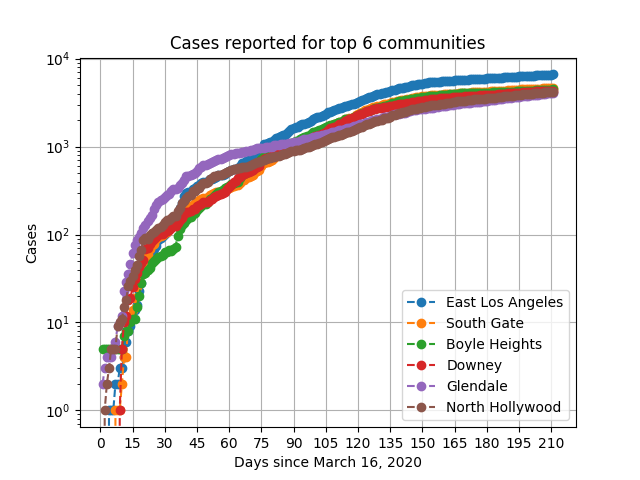 Cases reported for top 6 communities
10^4
10^3
10^2
10^1
10^0
Cases
0 15 30 45 60 75 90 105 120 135 150 165 180 195 210
Days since March 16, 2020
East Los Angeles
South Gate
Boyle Heights
Downey
Glendale
North Hollywood